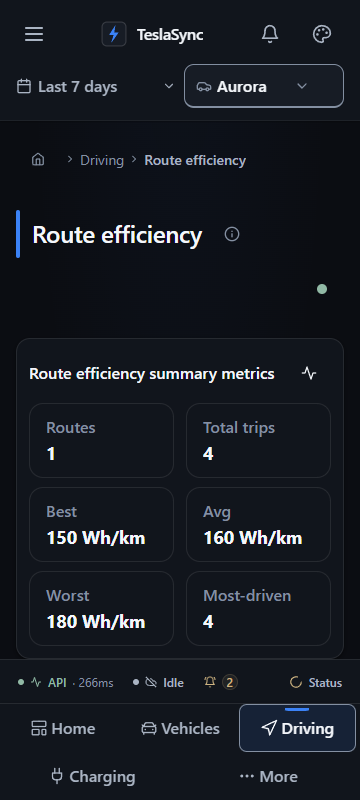 TeslaSync
Last 7 days
Aurora
Driving
Route efficiency
Route efficiency
Route efficiency summary metrics
Routes
1
Total trips
4
Best
150 Wh/km
Avg
160 Wh/km
Worst
180 Wh/km
Most-driven
4
API · 266ms
Idle
2
Status
Home
Vehicles
Driving
Charging
More